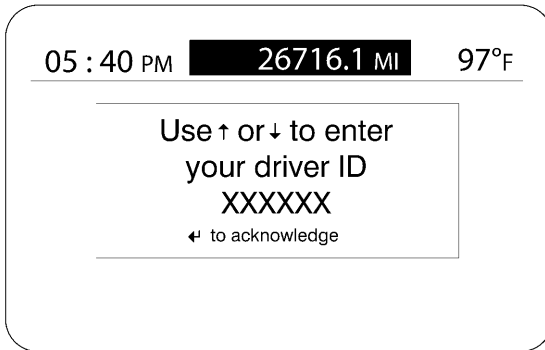 05 : 40 PM 26716.1 MI 97°F
Use ↑ or ↓ to enter
your driver ID
XXXXXX
↵ to acknowledge